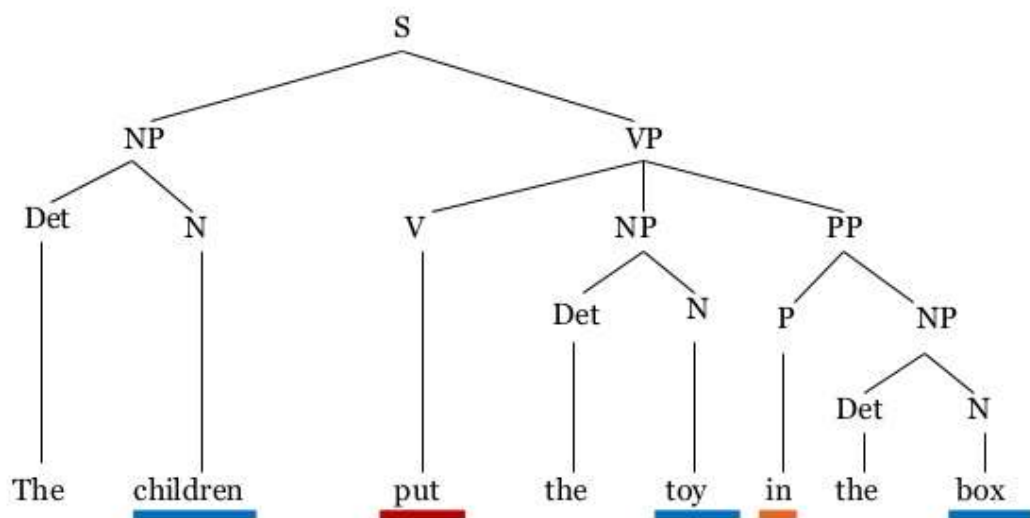 S
NP VP
Det N V NP PP
Det N P NP
Det N
The children put the toy in the box